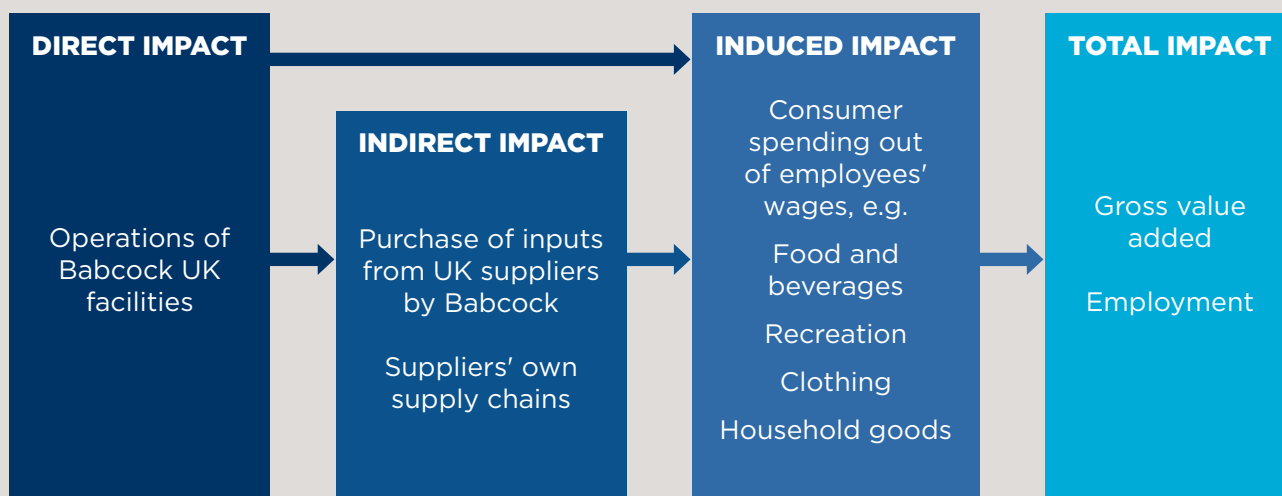 DIRECT IMPACT
Operations of
Babcock UK
facilities
INDIRECT IMPACT
Purchase of inputs
from UK suppliers
by Babcock
Suppliers' own
supply chains
INDUCED IMPACT
Consumer
spending out
of employees'
wages, e.g.
Food and
beverages
Recreation
Clothing
Household goods
TOTAL IMPACT
Gross value
added
Employment